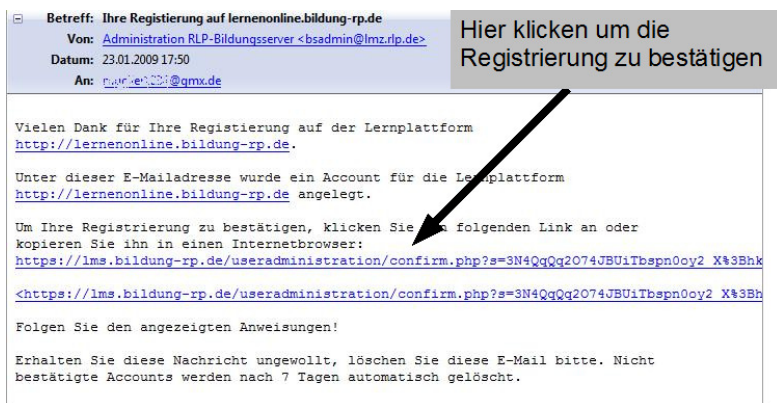 Betreff: Ihre Registierung auf lernenonline.bildung-rp.de
Von: Administration RLP-Bildungsserver <bsadmin@lmz.rlp.de>
Datum: 23.01.2009 17:50
An: @gmx.de
Hier klicken um die
Registrierung zu bestätigen
Vielen Dank für Ihre Registierung auf der Lernplattform
http://lernenonline.bildung-rp.de.
Unter dieser E-Mailadresse wurde ein Account für die Lernplattform
http://lernenonline.bildung-rp.de angelegt.
Um Ihre Registrierung zu bestätigen, klicken Sie folgenden Link an oder
kopieren Sie ihn in einen Internetbrowser:
https://lms.bildung-rp.de/useradministration/confirm.php?s=3N4QqQq2O74JBUiTbspn0oy2 X%3Bhk
<https://lms.bildung-rp.de/useradministration/confirm.php?s=3N4QqQq2O74JBUiTbspn0oy2 X%3Bh
Folgen Sie den angezeigten Anweisungen!
Erhalten Sie diese Nachricht ungewollt, löschen Sie diese E-Mail bitte. Nicht
bestätigte Accounts werden nach 7 Tagen automatisch gelöscht.